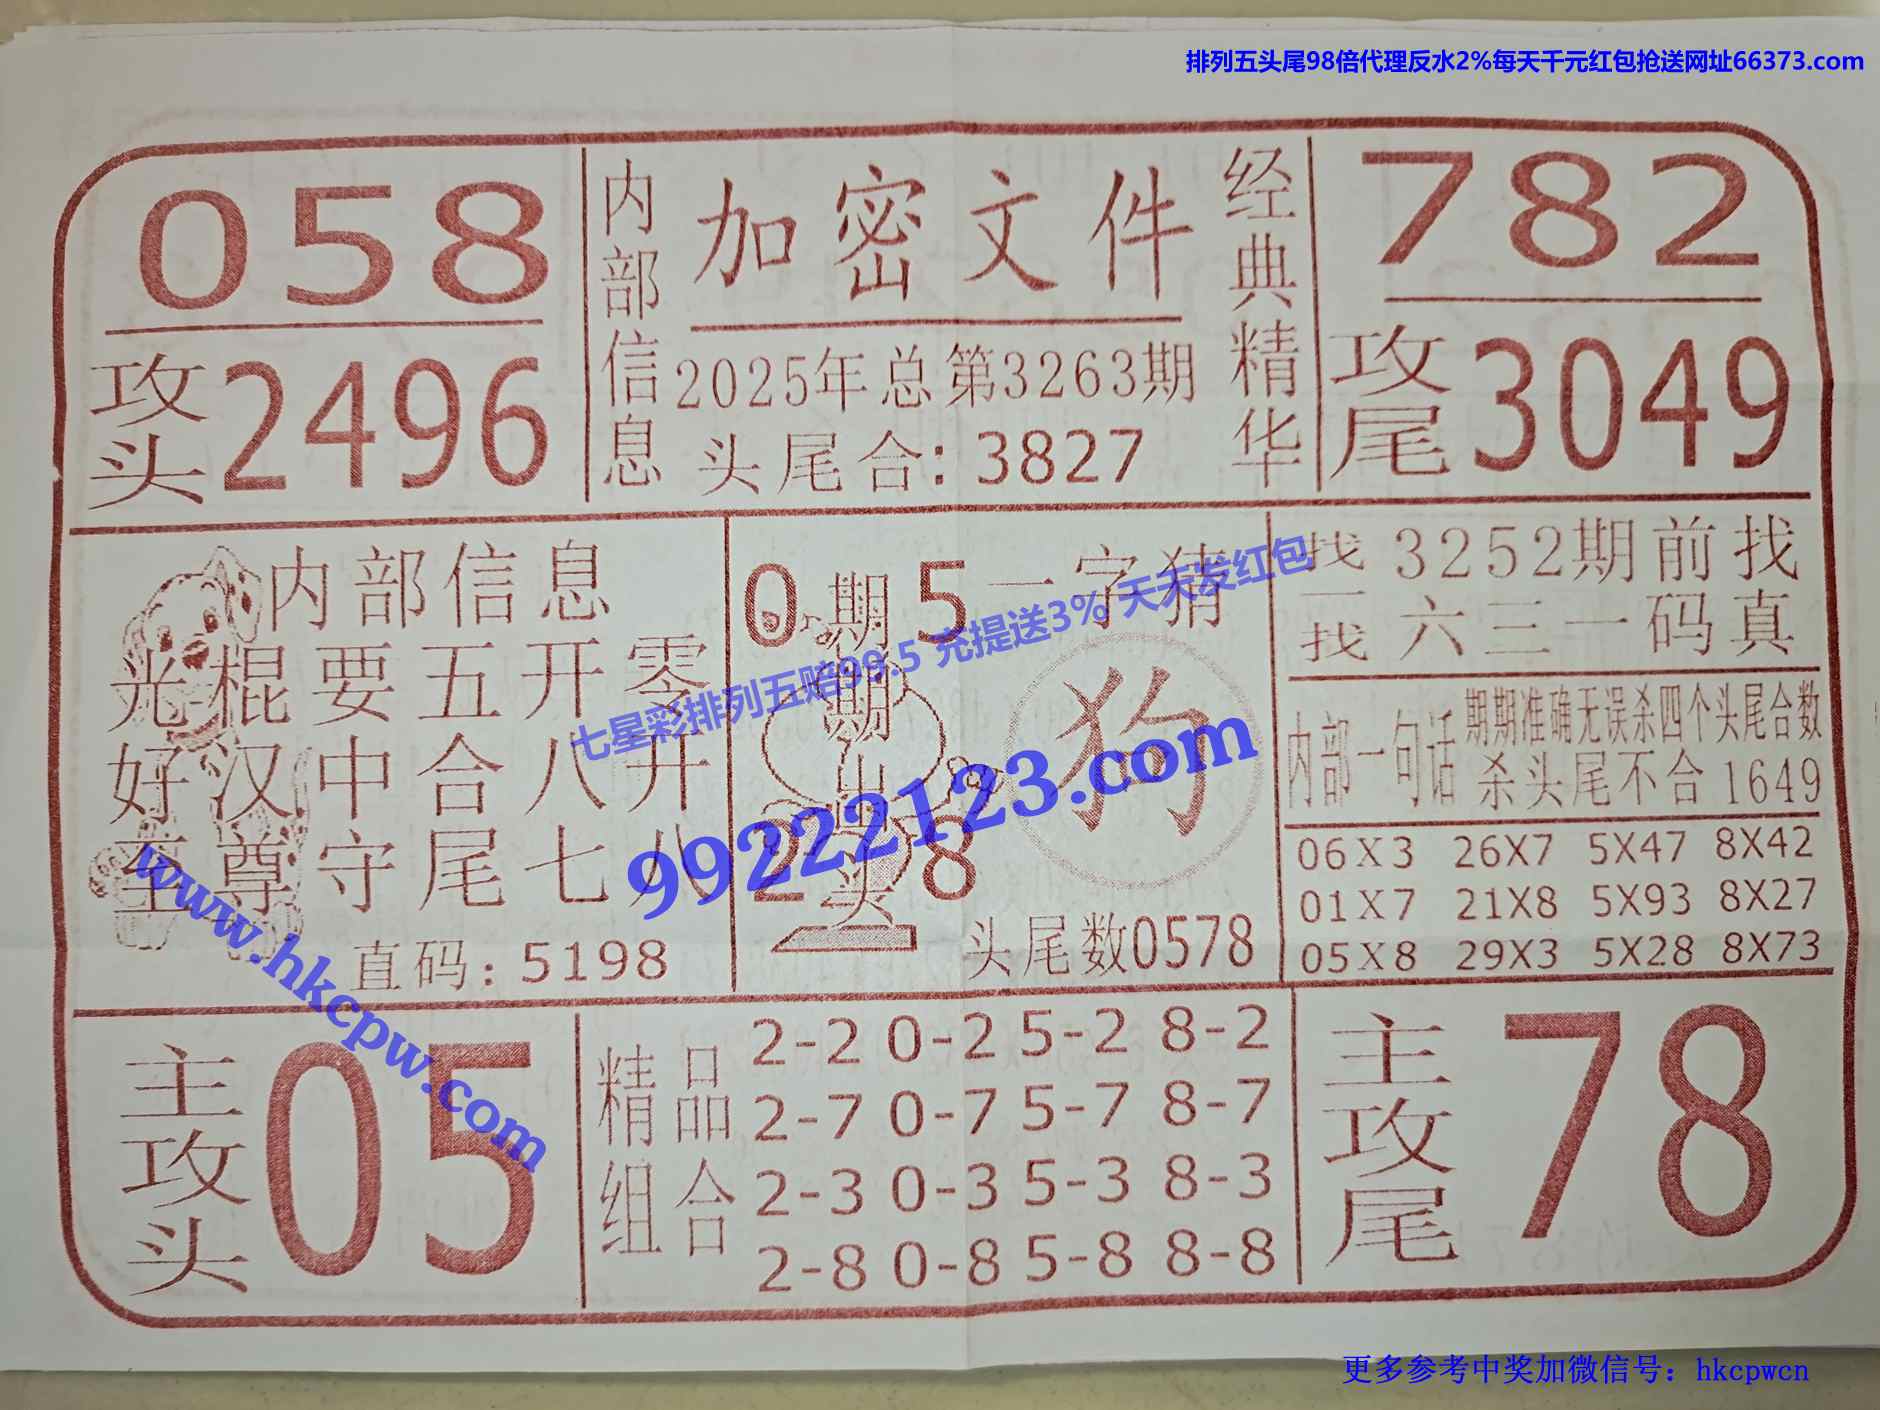 排列五头尾98倍代理反水2%每天千元红包抢送网址66373.com
058
攻头2496
内部信息
加密文件
2025年总第3263期
头尾合:3827
经典精华
782
攻尾3049
内部信息
光棍要五开零
好汉中合八开
至尊守尾七八
直码:5198
0 5
2 8
期期出头
一字猜
狗
头尾数0578
找一找
3252期前找
六三一码真
内部一句话
期期准确无误杀四个头尾合数
杀头尾不合1649
06X3 26X7 5X47 8X42
01X7 21X8 5X93 8X27
05X8 29X3 5X28 8X73
主攻头
05
精品组合
2-2 0-2 5-2 8-2
2-7 0-7 5-7 8-7
2-3 0-3 5-3 8-3
2-8 0-8 5-8 8-8
主攻尾
78
七星彩排列五赔99.5 充提送3% 天天发红包
99222123.com
www.hkcpw.com
更多参考中奖加微信号：hkcpwcn